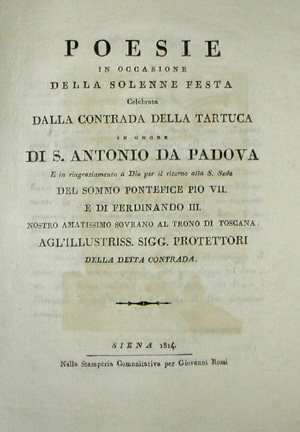 POESIE
IN OCCASIONE
DELLA SOLENNE FESTA
Celebrata
DALLA CONTRADA DELLA TARTUCA
IN ONORE
DI S. ANTONIO DA PADOVA
E in ringraziamento a Dio per il ritorno alla S. Sede
DEL SOMMO PONTEFICE PIO VII.
E DI FERDINANDO III.
NOSTRO AMATISSIMO SOVRANO AL TRONO DI TOSCANA
AGL'ILLUSTRISS. SIGG. PROTETTORI
DELLA DETTA CONTRADA.
SIENA 1814.
Nella Stamperia Comunitativa per Giovanni Rossi